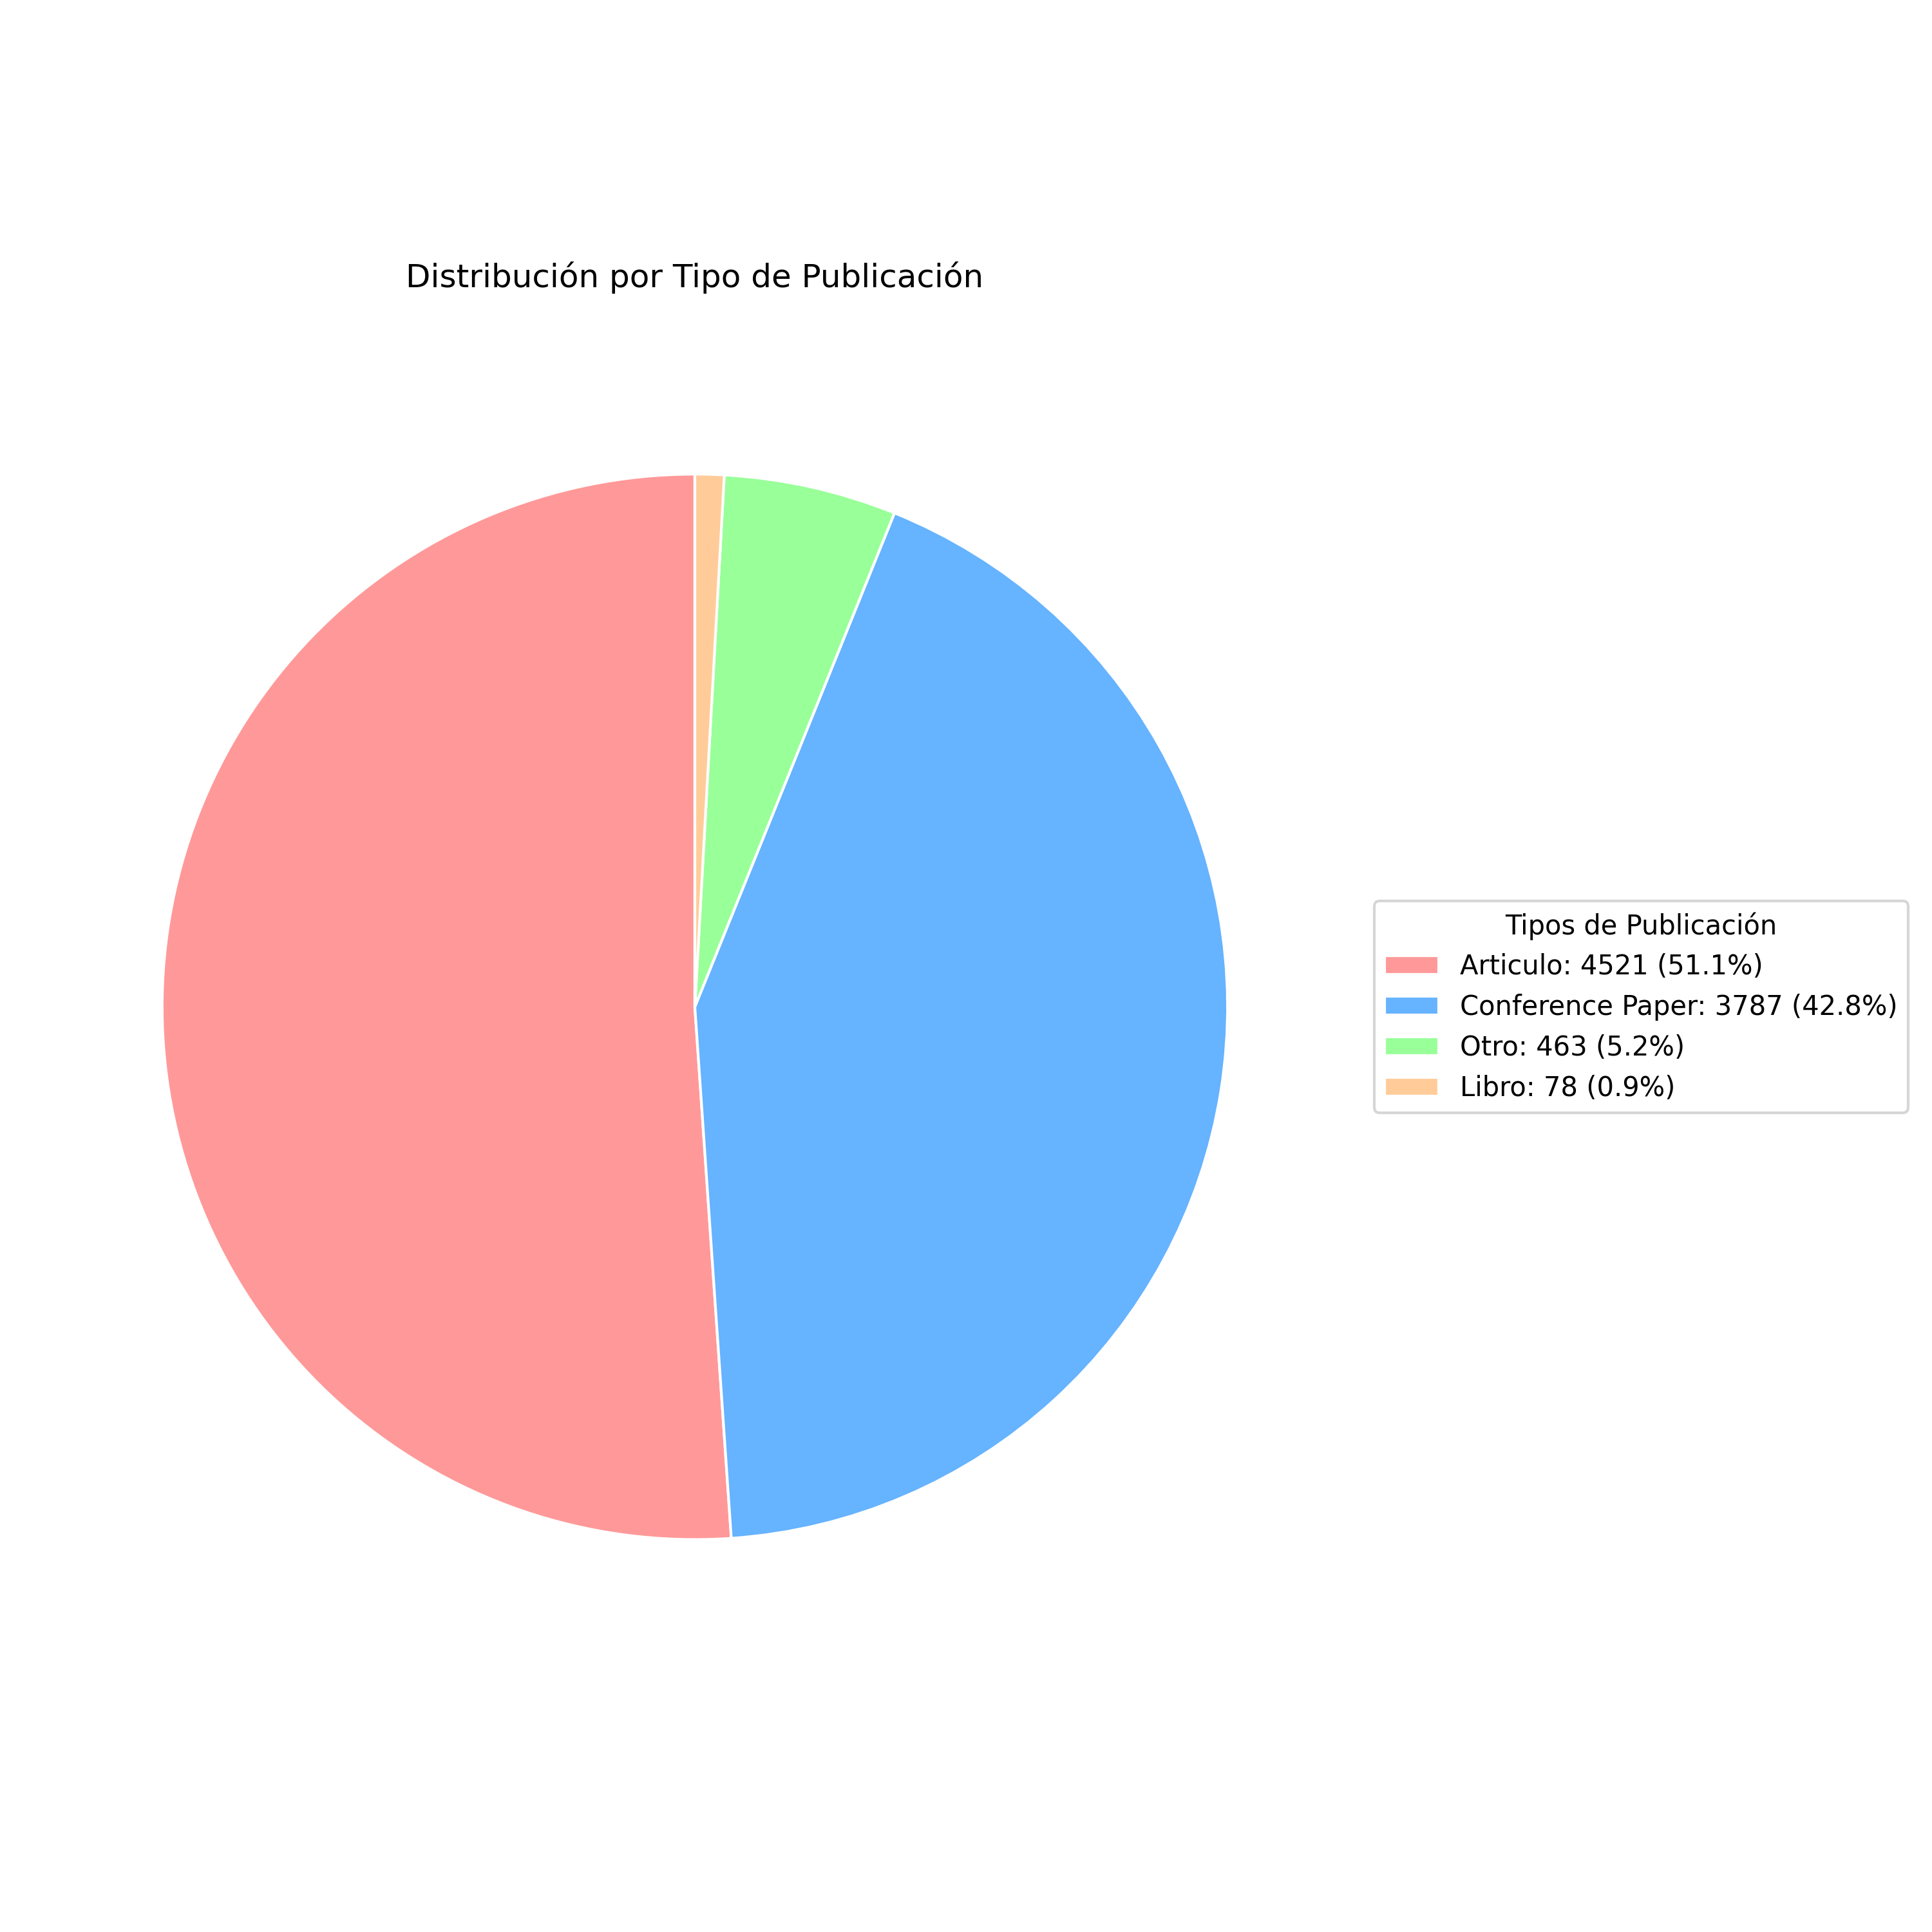 Distribución por Tipo de Publicación
Tipos de Publicación
Articulo: 4521 (51.1%)
Conference Paper: 3787 (42.8%)
Otro: 463 (5.2%)
Libro: 78 (0.9%)